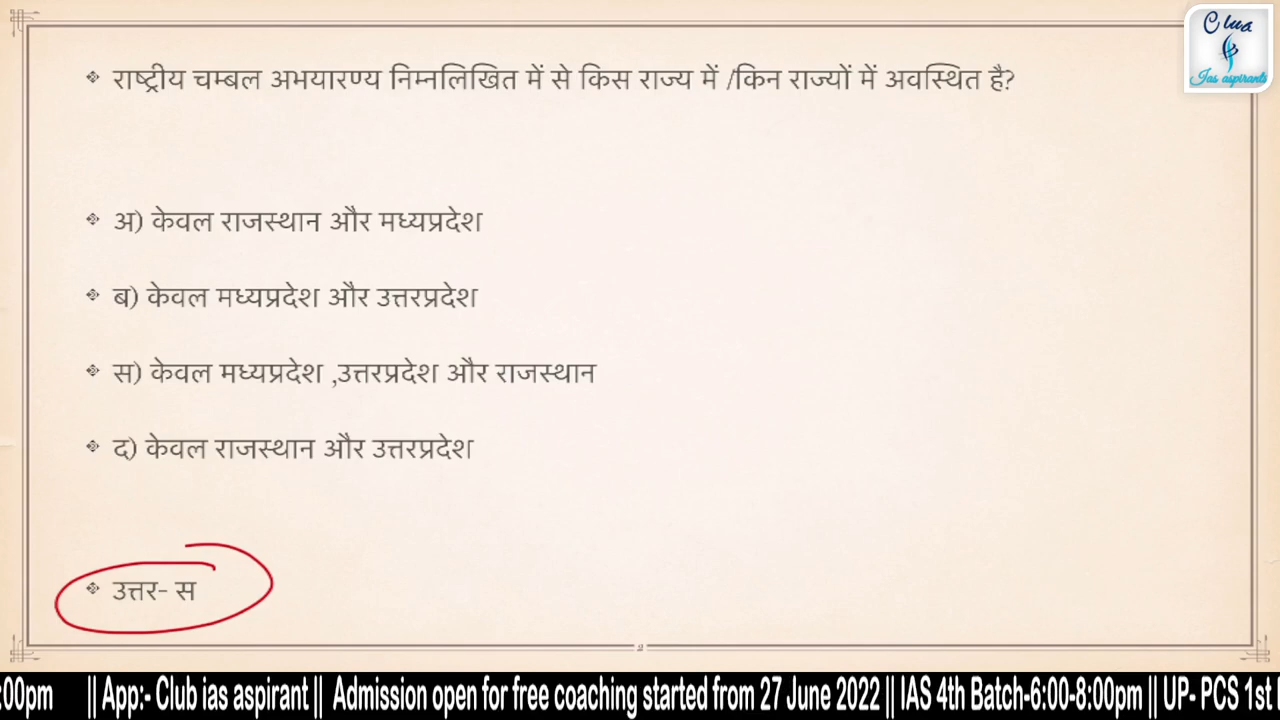 Clua
Ias aspirants
राष्ट्रीय चम्बल अभयारण्य निम्नलिखित में से किस राज्य में /किन राज्यों में अवस्थित है?
अ) केवल राजस्थान और मध्यप्रदेश
ब) केवल मध्यप्रदेश और उत्तरप्रदेश
स) केवल मध्यप्रदेश ,उत्तरप्रदेश और राजस्थान
द) केवल राजस्थान और उत्तरप्रदेश
उत्तर- स
2
:00pm || App:- Club ias aspirant || Admission open for free coaching started from 27 June 2022 || IAS 4th Batch-6:00-8:00pm || UP- PCS 1st